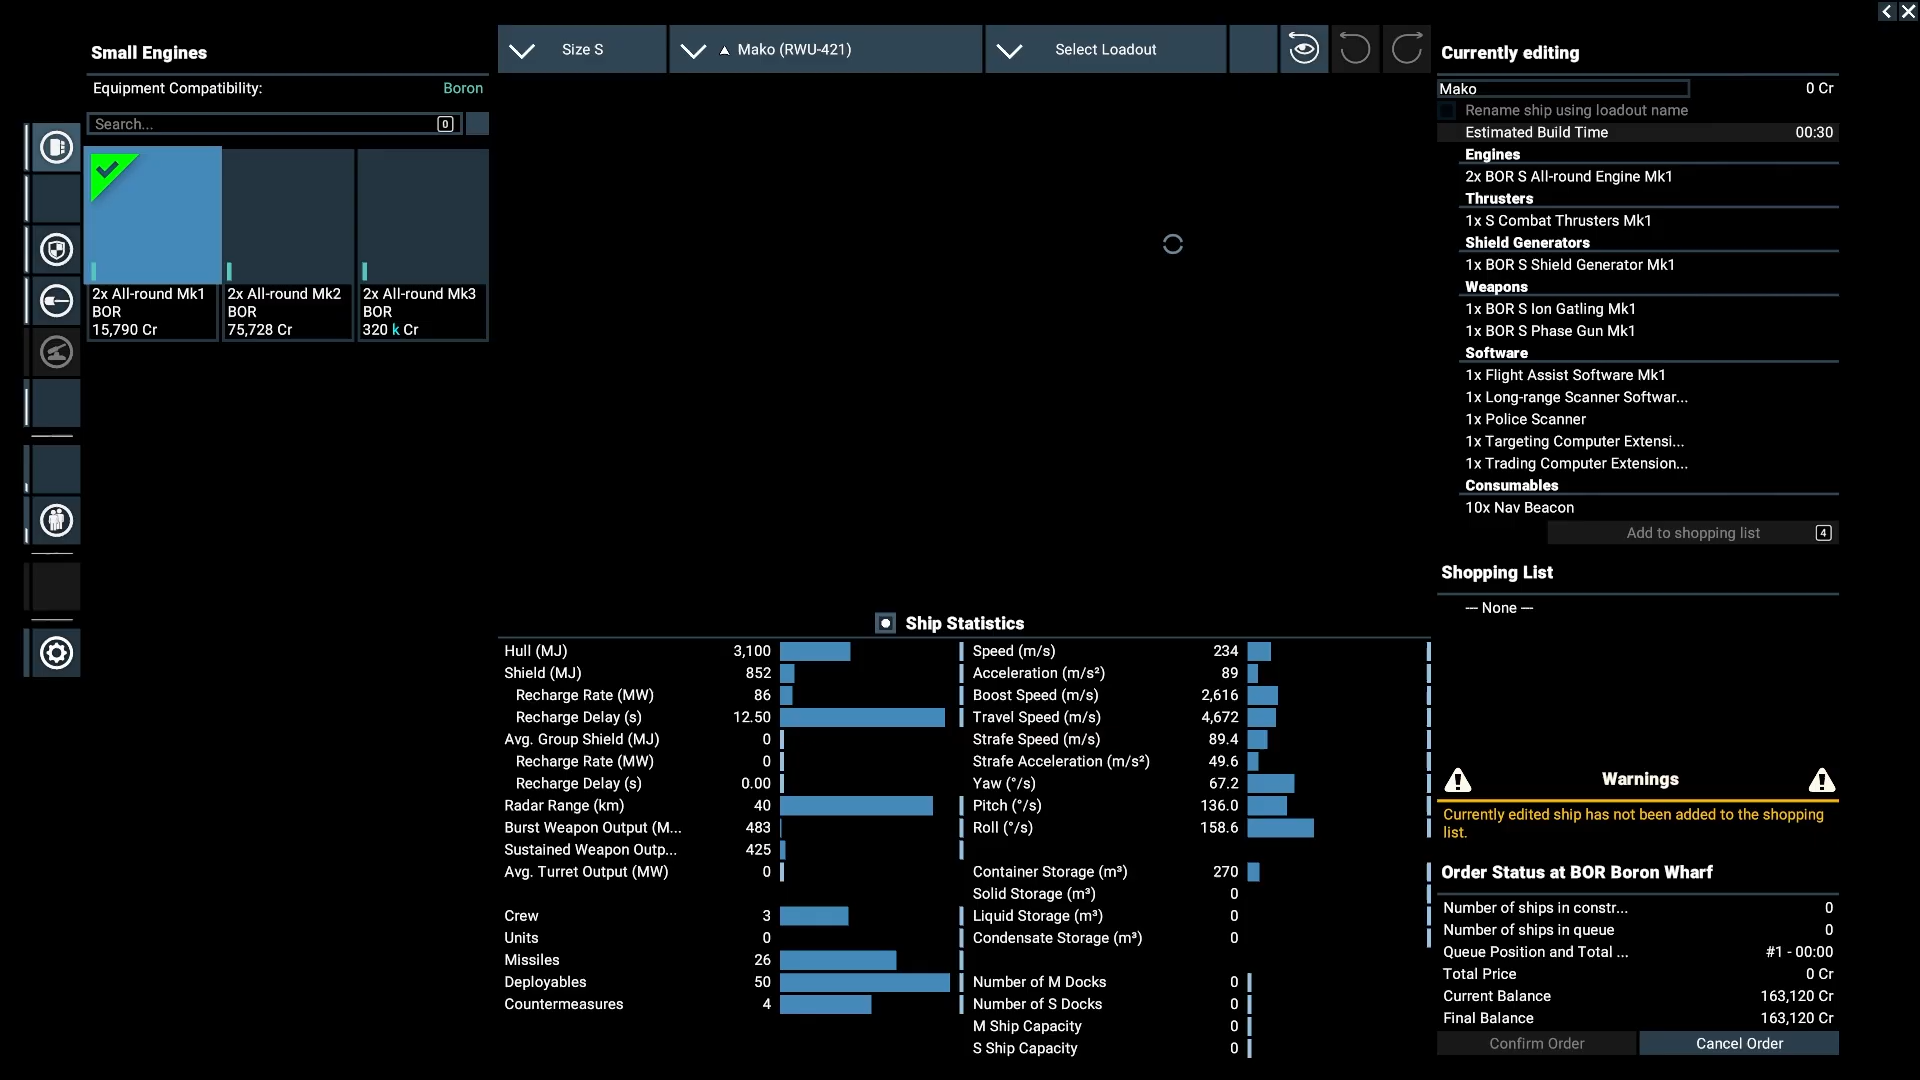 Small Engines
Equipment Compatibility: Boron
Search... 0
2x All-round Mk1
BOR
15,790 Cr
2x All-round Mk2
BOR
75,728 Cr
2x All-round Mk3
BOR
320 k Cr
Size S
Mako (RWU-421)
Select Loadout
Ship Statistics
Hull (MJ) 3,100
Shield (MJ) 852
Recharge Rate (MW) 86
Recharge Delay (s) 12.50
Avg. Group Shield (MJ) 0
Recharge Rate (MW) 0
Recharge Delay (s) 0.00
Radar Range (km) 40
Burst Weapon Output (M... 483
Sustained Weapon Outp... 425
Avg. Turret Output (MW) 0
Crew 3
Units 0
Missiles 26
Deployables 50
Countermeasures 4
Speed (m/s) 234
Acceleration (m/s²) 89
Boost Speed (m/s) 2,616
Travel Speed (m/s) 4,672
Strafe Speed (m/s) 89.4
Strafe Acceleration (m/s²) 49.6
Yaw (°/s) 67.2
Pitch (°/s) 136.0
Roll (°/s) 158.6
Container Storage (m³) 270
Solid Storage (m³) 0
Liquid Storage (m³) 0
Condensate Storage (m³) 0
Number of M Docks 0
Number of S Docks 0
M Ship Capacity 0
S Ship Capacity 0
Currently editing
Mako 0 Cr
Rename ship using loadout name
Estimated Build Time 00:30
Engines
2x BOR S All-round Engine Mk1
Thrusters
1x S Combat Thrusters Mk1
Shield Generators
1x BOR S Shield Generator Mk1
Weapons
1x BOR S Ion Gatling Mk1
1x BOR S Phase Gun Mk1
Software
1x Flight Assist Software Mk1
1x Long-range Scanner Softwar...
1x Police Scanner
1x Targeting Computer Extensi...
1x Trading Computer Extension...
Consumables
10x Nav Beacon
Add to shopping list 4
Shopping List
--- None ---
Warnings
Currently edited ship has not been added to the shopping
list.
Order Status at BOR Boron Wharf
Number of ships in constr... 0
Number of ships in queue 0
Queue Position and Total ... #1 - 00:00
Total Price 0 Cr
Current Balance 163,120 Cr
Final Balance 163,120 Cr
Confirm Order
Cancel Order